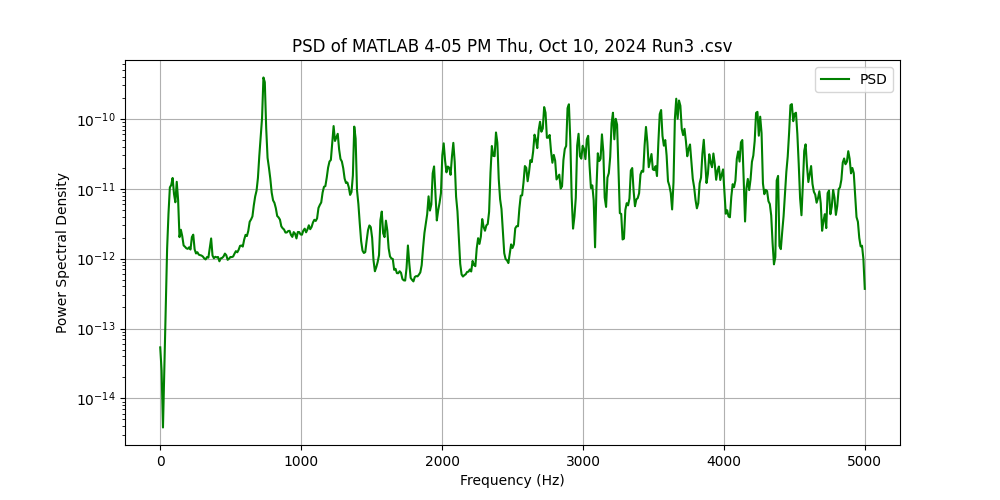 PSD of MATLAB 4-05 PM Thu, Oct 10, 2024 Run3 .csv
PSD
Power Spectral Density
10⁻¹⁰
10⁻¹¹
10⁻¹²
10⁻¹³
10⁻¹⁴
0 1000 2000 3000 4000 5000
Frequency (Hz)